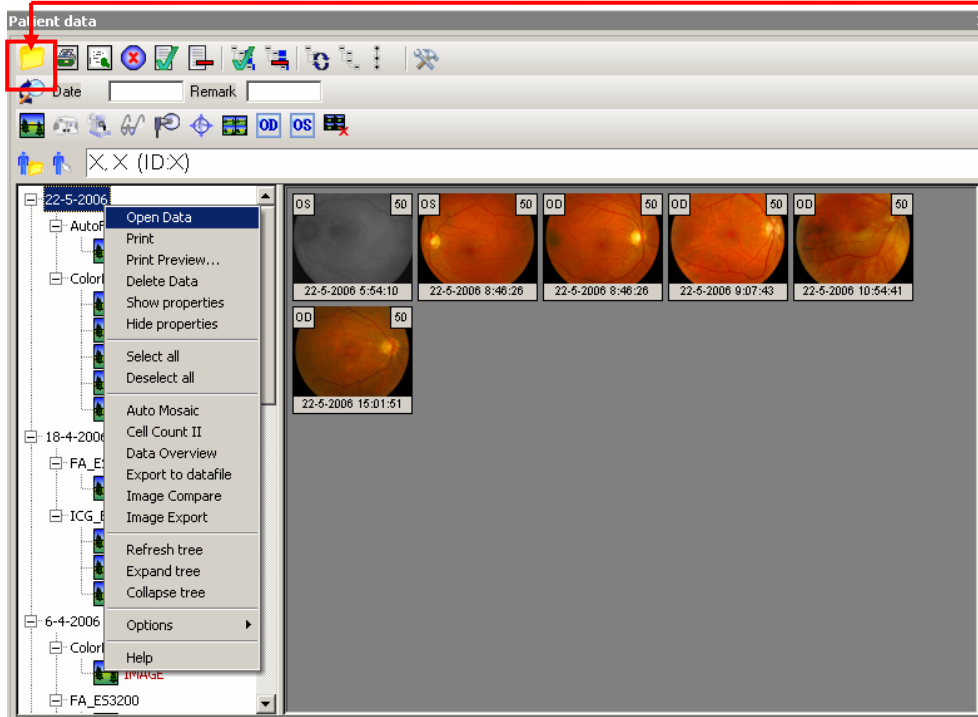 Patient data
Date Remark
OD OS
X, X (ID:X)
22-5-2006
AutoF
Colorl
18-4-2006
FA_E
ICG_E
6-4-2006
Colorl
IMAGE
FA_ES3200
Open Data
Print
Print Preview...
Delete Data
Show properties
Hide properties
Select all
Deselect all
Auto Mosaic
Cell Count II
Data Overview
Export to datafile
Image Compare
Image Export
Refresh tree
Expand tree
Collapse tree
Options
Help
OS 50 OS 50 OD 50 OD 50 OD 50
22-5-2006 5:54:10 22-5-2006 8:46:26 22-5-2006 8:46:26 22-5-2006 9:07:43 22-5-2006 10:54:41
OD 50
22-5-2006 15:01:51